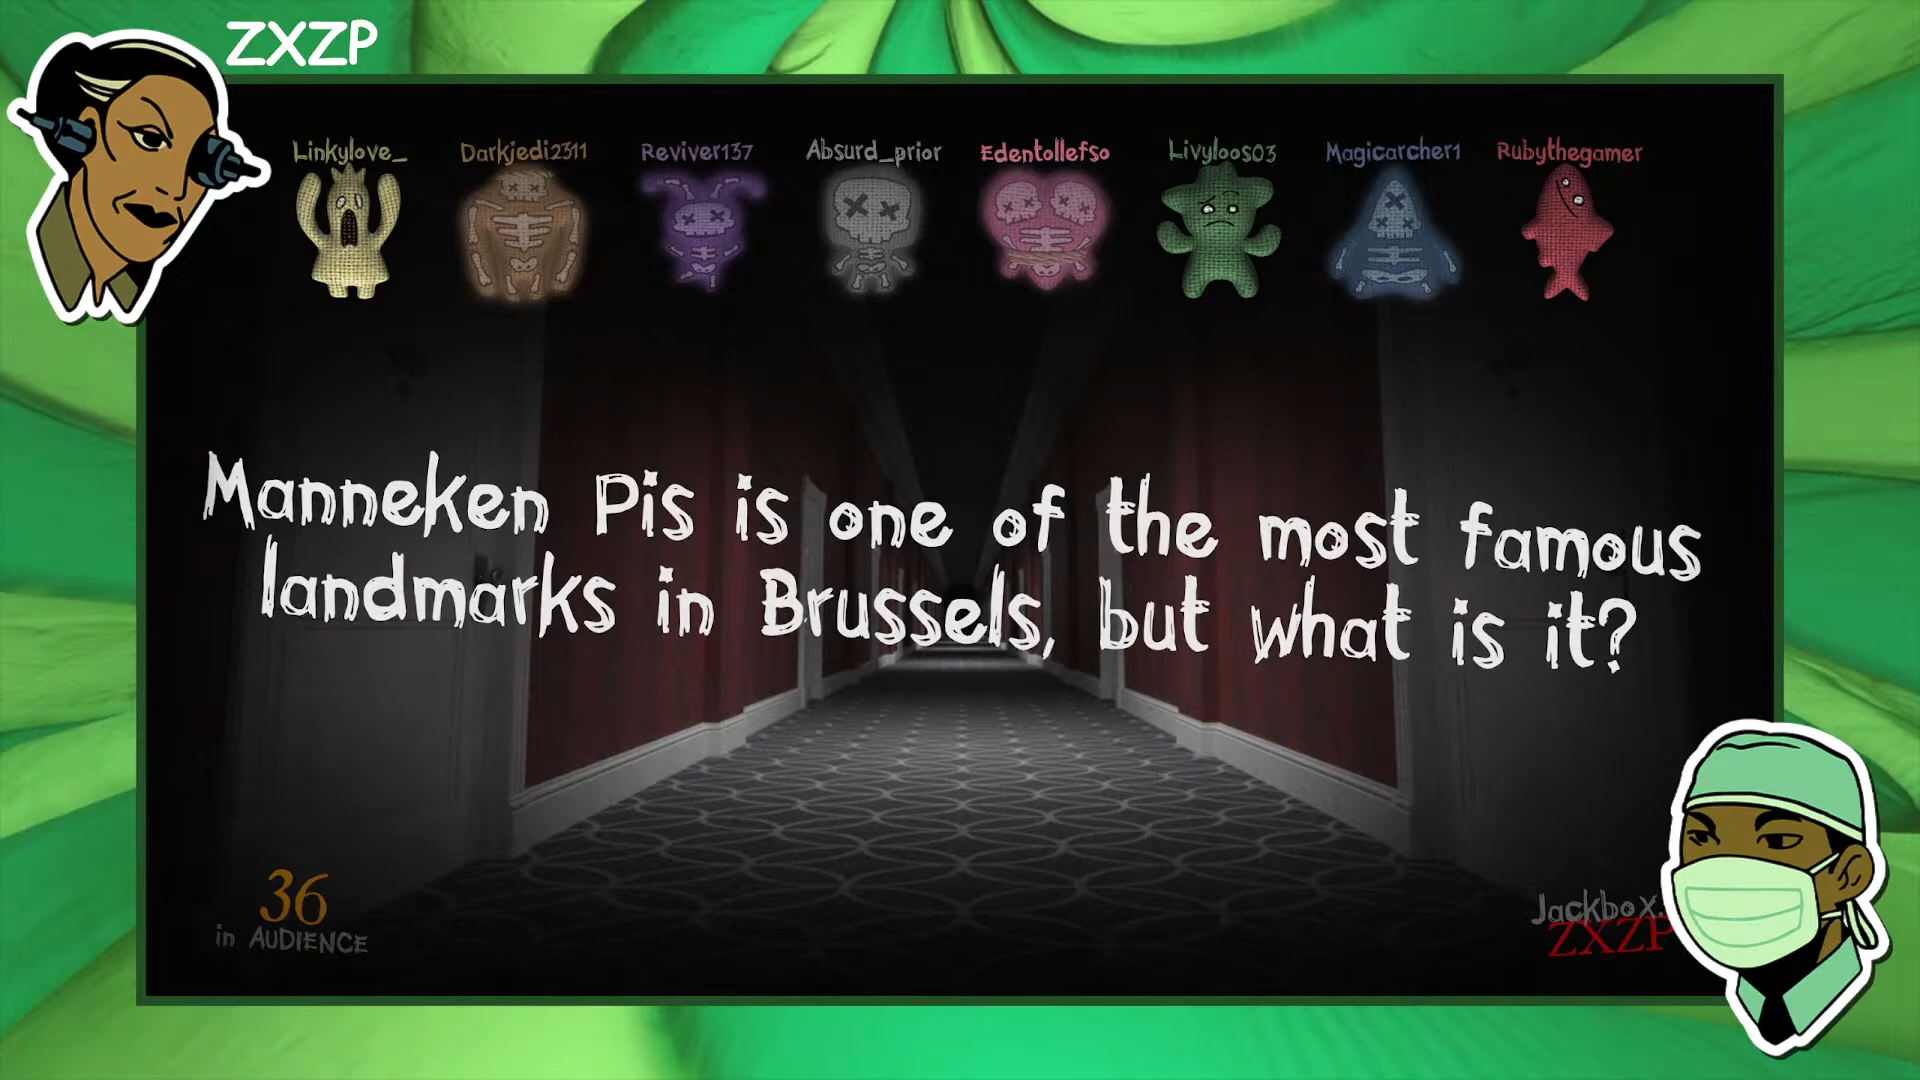 ZXZP
Linkylove_ Darkjedi2311 Reviver137 Absurd_prior Edentollefso Livyloos03 Magicarcher1 Rubythegamer
Manneken Pis is one of the most famous
landmarks in Brussels, but what is it?
36
in AUDIENCE
Jackbox.
ZXZP